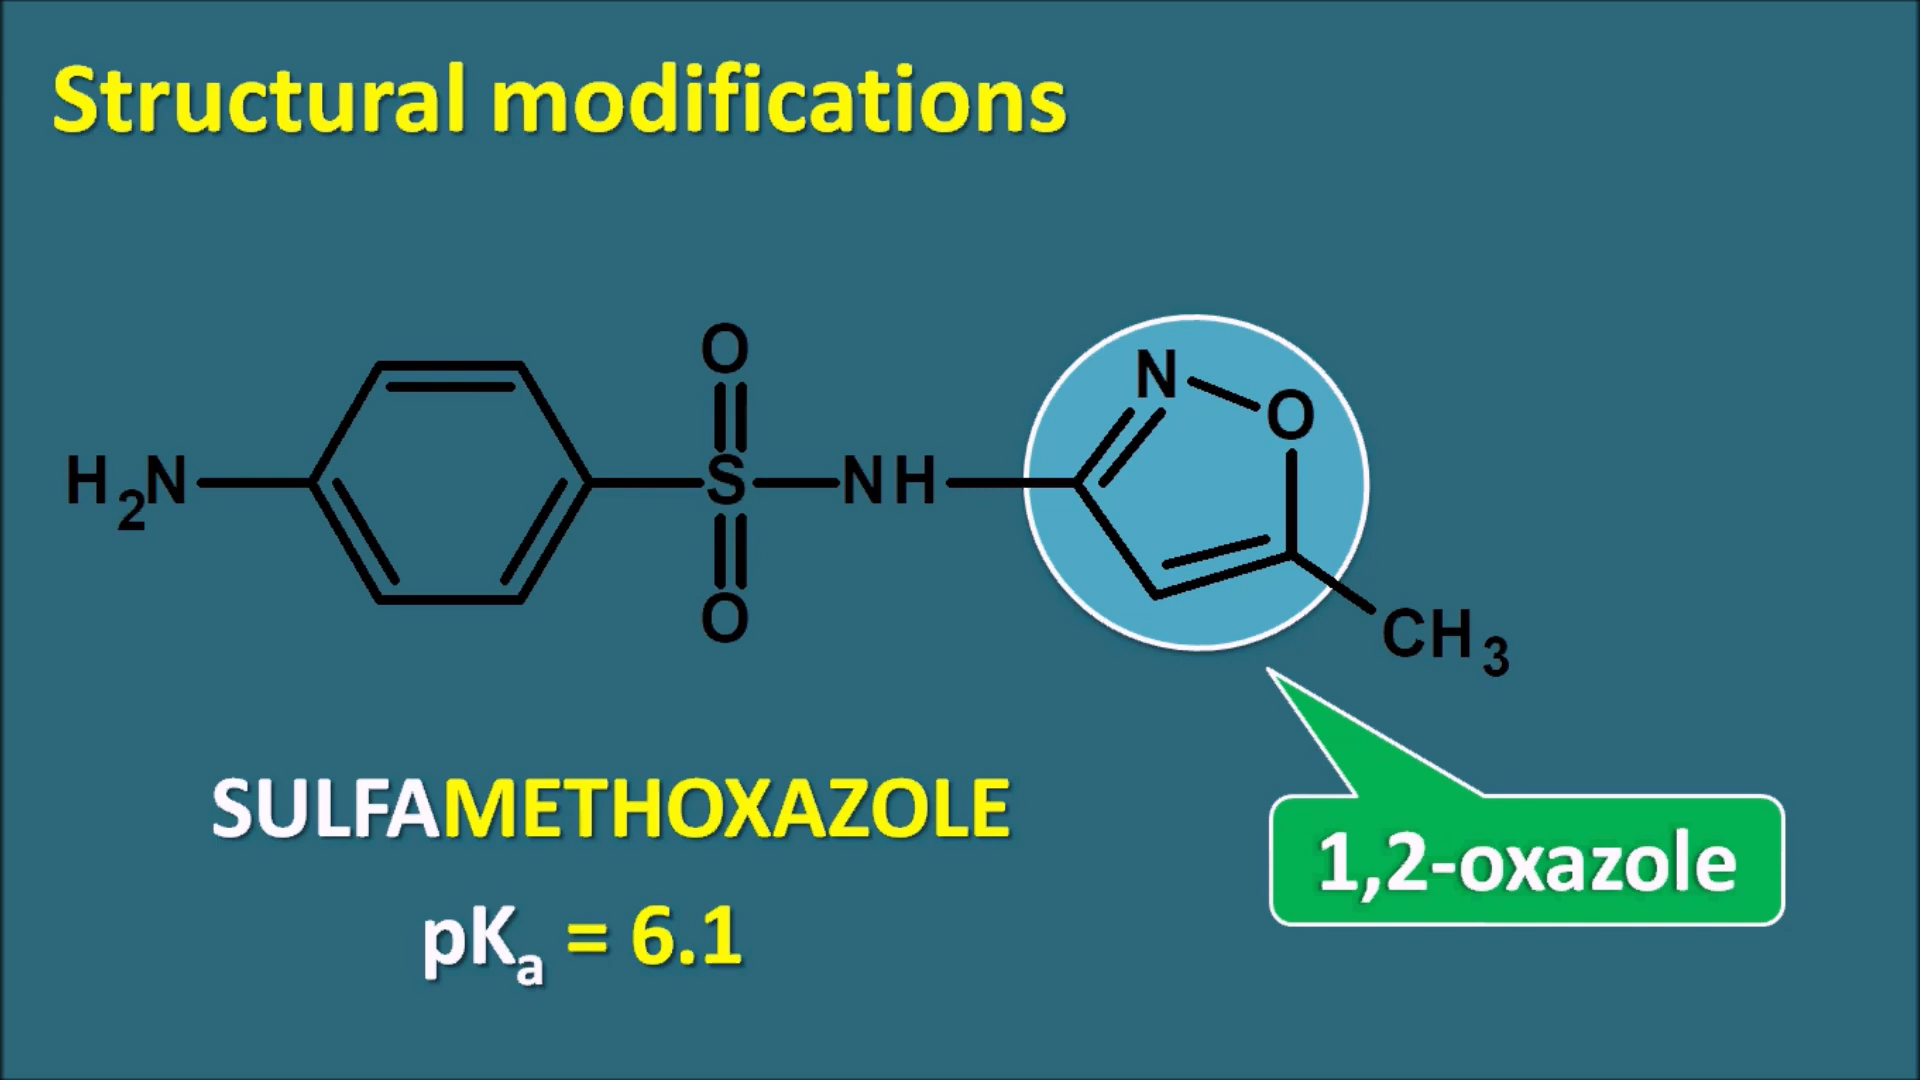 Structural modifications
O
N
O
H2N
S
NH
O
CH3
SULFAMETHOXAZOLE
1,2-oxazole
pKa = 6.1